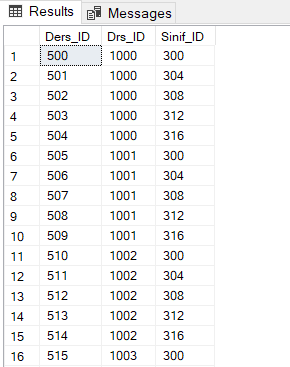 Results Messages
Ders_ID Drs_ID Sinif_ID
1 500 1000 300
2 501 1000 304
3 502 1000 308
4 503 1000 312
5 504 1000 316
6 505 1001 300
7 506 1001 304
8 507 1001 308
9 508 1001 312
10 509 1001 316
11 510 1002 300
12 511 1002 304
13 512 1002 308
14 513 1002 312
15 514 1002 316
16 515 1003 300